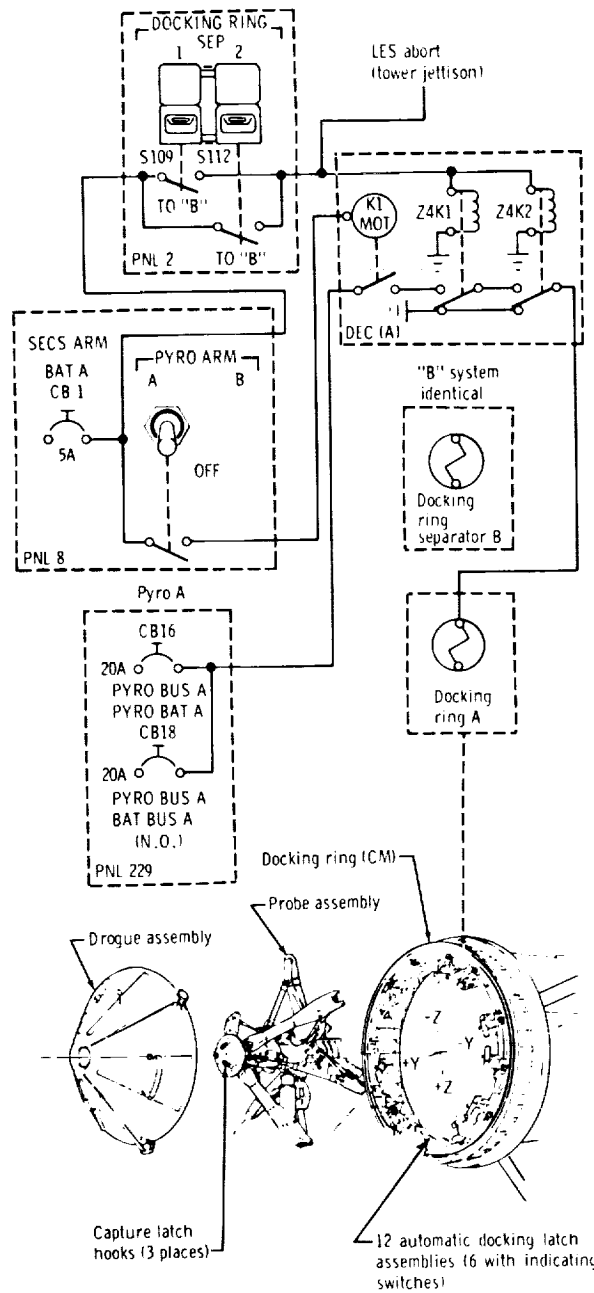 DOCKING RING
SEP
1 2
LES abort
(tower jettison)
S109 S112
TO "B"
TO "B"
PNL 2
K1
MOT
Z4K1
Z4K2
DEC (A)
SECS ARM
BAT A
CB 1
5A
PYRO ARM
A B
OFF
PNL 8
"B" system
identical
Docking
ring
separator B
Pyro A
CB16
20A
PYRO BUS A
PYRO BAT A
CB18
20A
PYRO BUS A
BAT BUS A
(N.O.)
PNL 229
Docking
ring A
Docking ring (CM)
Probe assembly
Drogue assembly
-Z
-Y
+Y
+Z
Capture latch
hooks (3 places)
12 automatic docking latch
assemblies (6 with indicating
switches)